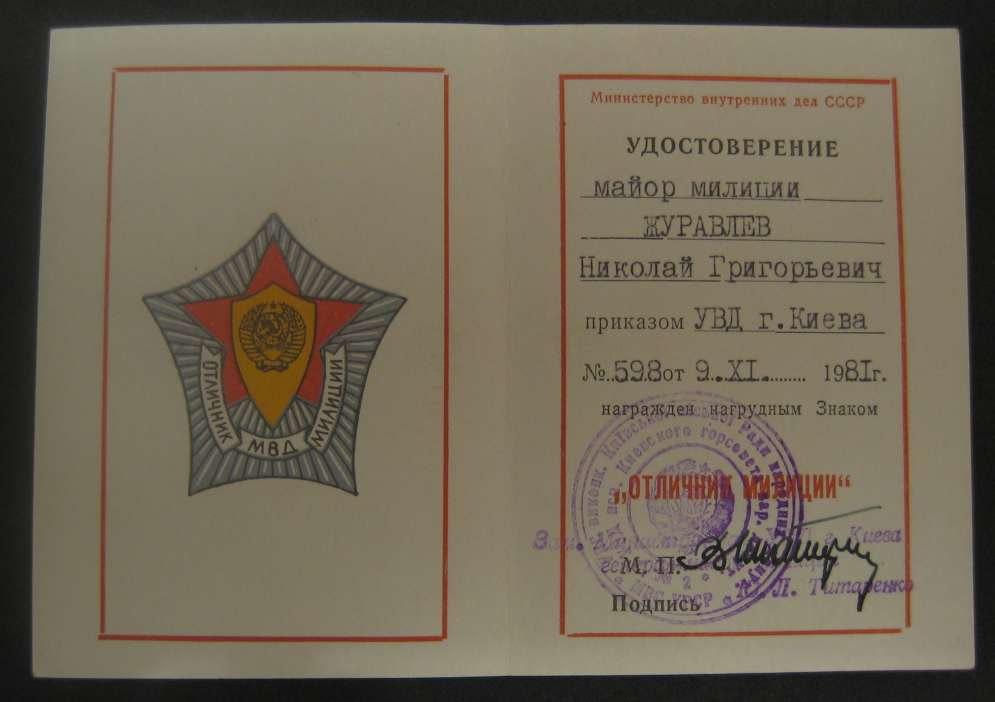 ОТЛИЧНИК
МВД
МИЛИЦИИ
Министерство внутренних дел СССР
УДОСТОВЕРЕНИЕ
майор милиции
ЖУРАВЛЕВ
Николай Григорьевич
приказом УВД г.Киева
№ 598 от 9.XI. 1981г.
награжден нагрудным Знаком
„ОТЛИЧНИК МИЛИЦИИ“
г. Киева
М. П.
Л. Титаренко
Подпись